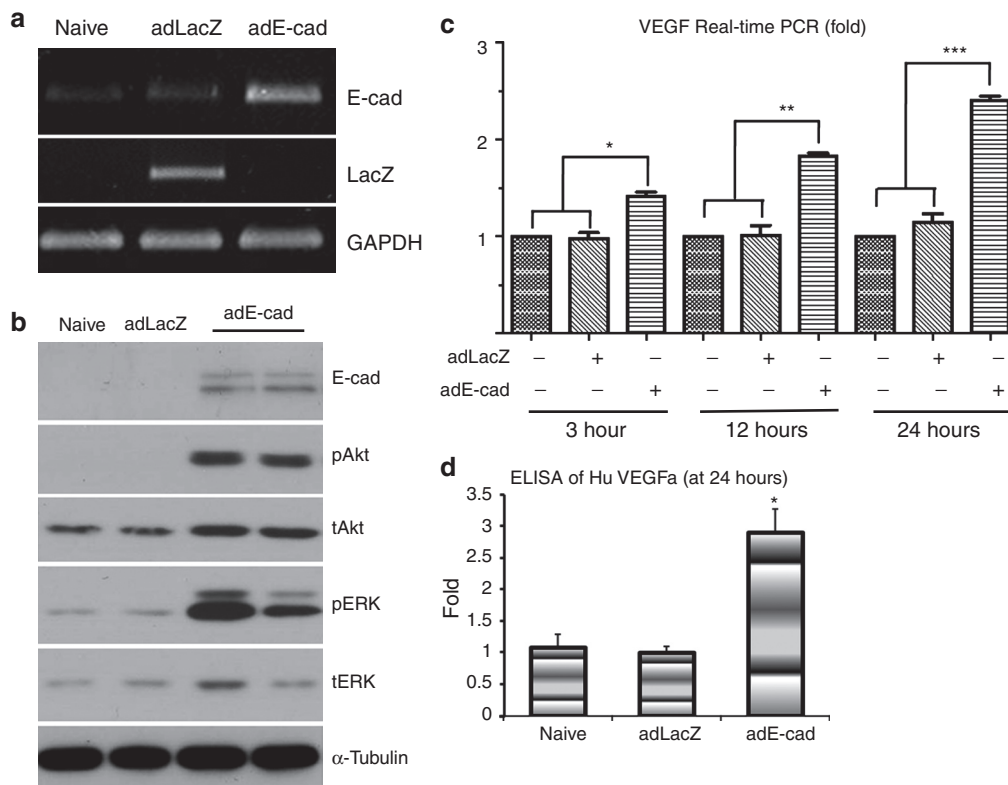 a
Naive adLacZ adE-cad
E-cad
LacZ
GAPDH
b
Naive adLacZ adE-cad
E-cad
pAkt
tAkt
pERK
tERK
α-Tubulin
c
VEGF Real-time PCR (fold)
3
2
1
* ** ***
adLacZ – + – – + – – + –
adE-cad – – + – – + – – +
3 hour 12 hours 24 hours
d
ELISA of Hu VEGFa (at 24 hours)
Fold
3.5
3
2.5
2
1.5
1
0.5
0
*
Naive adLacZ adE-cad